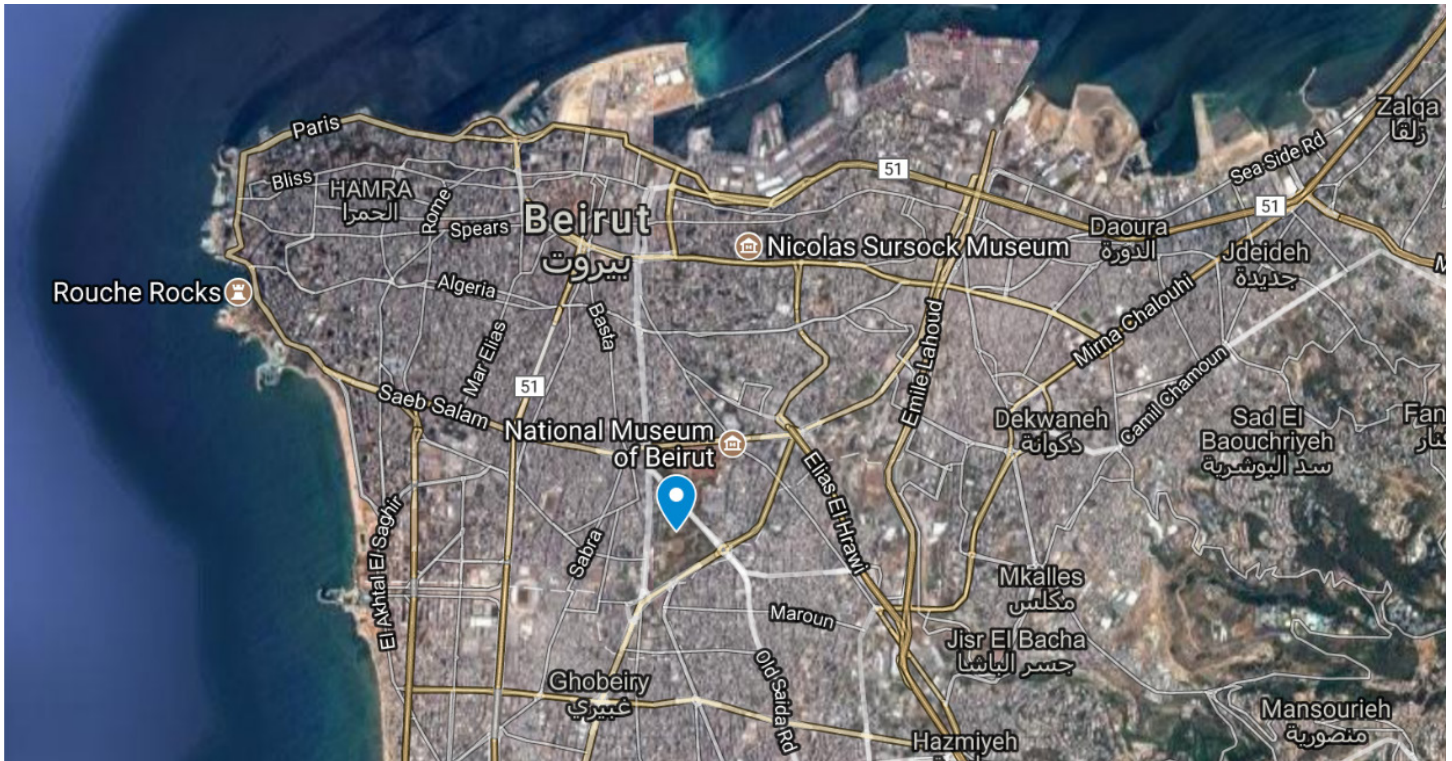 Paris
51
Zalqa
زلقا
Sea Side Rd
Bliss
HAMRA
الحمرا
Rome
Spears
Beirut
بيروت
Nicolas Sursock Museum
51
Daoura
الدورة
Jdeideh
جديدة
Rouche Rocks
Algeria
Basta
Mar Elias
51
Emile Lahoud
Mirna Chalouhi
Saeb Salam
National Museum
of Beirut
Dekwaneh
دكوانة
Camil Chamoun
Sad El
Baouchriyeh
سد البوشرية
Fan
El Akhtal El Saghir
Sabra
Elias El Hrawi
Mkalles
مكلس
Maroun
Jisr El Bacha
جسر الباشا
Old Saida Rd
Ghobeiry
غبيري
Mansourieh
منصورية
Hazmiyeh